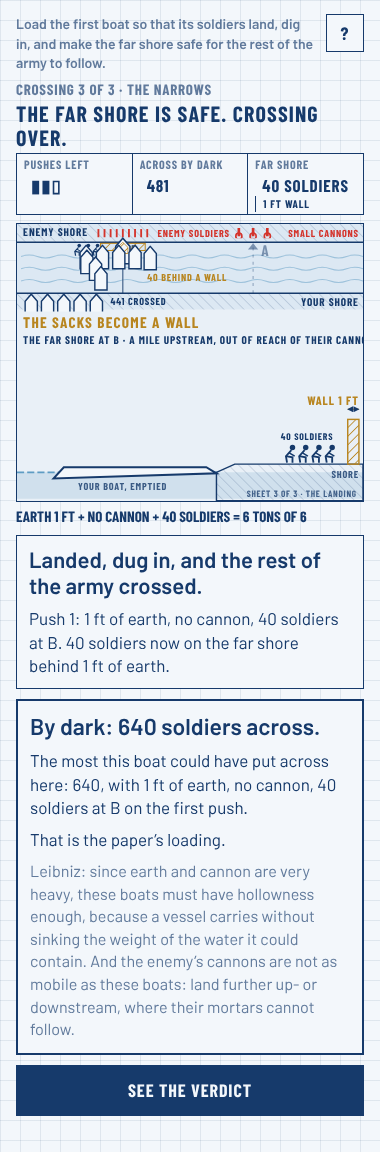 Load the first boat so that its soldiers land, dig
in, and make the far shore safe for the rest of the
army to follow.
?
CROSSING 3 OF 3 · THE NARROWS
THE FAR SHORE IS SAFE. CROSSING
OVER.
PUSHES LEFT
ACROSS BY DARK
481
FAR SHORE
40 SOLDIERS
1 FT WALL
ENEMY SHORE
ENEMY SOLDIERS
SMALL CANNONS
A
40 BEHIND A WALL
441 CROSSED
YOUR SHORE
THE SACKS BECOME A WALL
THE FAR SHORE AT B · A MILE UPSTREAM, OUT OF REACH OF THEIR CANN
WALL 1 FT
40 SOLDIERS
SHORE
YOUR BOAT, EMPTIED
SHEET 3 OF 3 · THE LANDING
EARTH 1 FT + NO CANNON + 40 SOLDIERS = 6 TONS OF 6
Landed, dug in, and the rest of
the army crossed.
Push 1: 1 ft of earth, no cannon, 40 soldiers
at B. 40 soldiers now on the far shore
behind 1 ft of earth.
By dark: 640 soldiers across.
The most this boat could have put across
here: 640, with 1 ft of earth, no cannon, 40
soldiers at B on the first push.
That is the paper's loading.
Leibniz: since earth and cannon are very
heavy, these boats must have hollowness
enough, because a vessel carries without
sinking the weight of the water it could
contain. And the enemy's cannons are not as
mobile as these boats: land further up- or
downstream, where their mortars cannot
follow.
SEE THE VERDICT